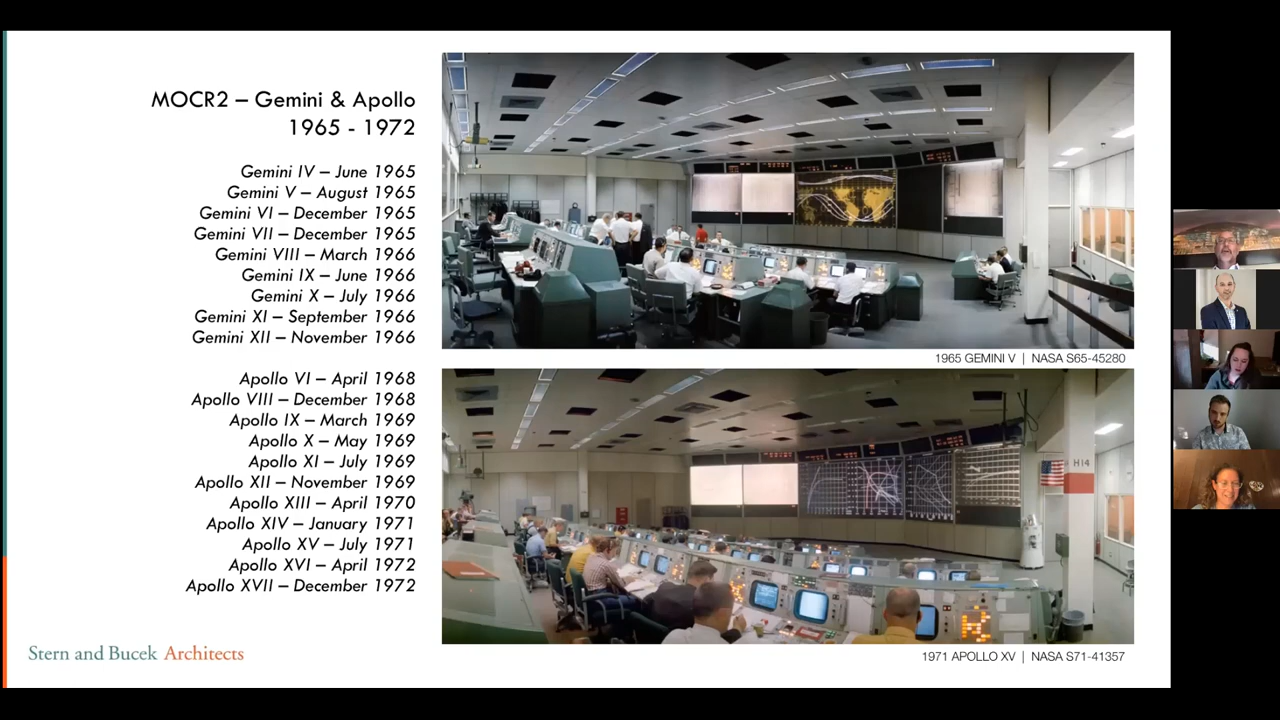 MOCR2 – Gemini & Apollo
1965 - 1972
Gemini IV – June 1965
Gemini V – August 1965
Gemini VI – December 1965
Gemini VII – December 1965
Gemini VIII – March 1966
Gemini IX – June 1966
Gemini X – July 1966
Gemini XI – September 1966
Gemini XII – November 1966
Apollo VI – April 1968
Apollo VIII – December 1968
Apollo IX – March 1969
Apollo X – May 1969
Apollo XI – July 1969
Apollo XII – November 1969
Apollo XIII – April 1970
Apollo XIV – January 1971
Apollo XV – July 1971
Apollo XVI – April 1972
Apollo XVII – December 1972
Stern and Bucek Architects
1965 GEMINI V | NASA S65-45280
H14
1971 APOLLO XV | NASA S71-41357